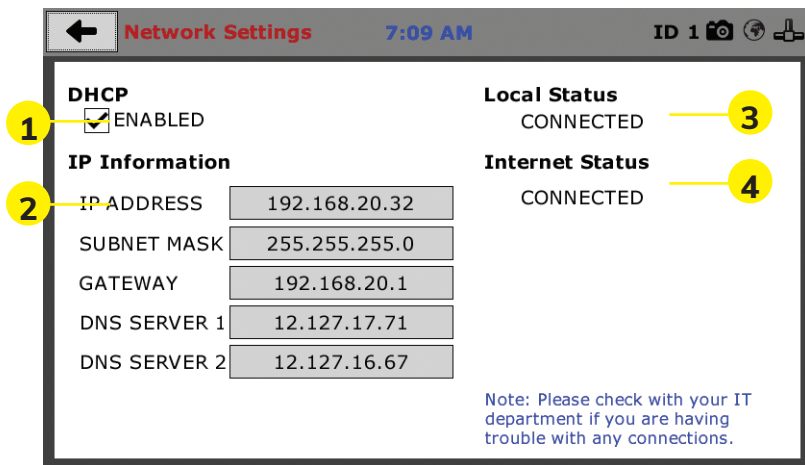 Network Settings 7:09 AM ID 1
DHCP
1 ENABLED
IP Information
2 IP ADDRESS 192.168.20.32
SUBNET MASK 255.255.255.0
GATEWAY 192.168.20.1
DNS SERVER 1 12.127.17.71
DNS SERVER 2 12.127.16.67
Local Status
CONNECTED 3
Internet Status
CONNECTED 4
Note: Please check with your IT
department if you are having
trouble with any connections.